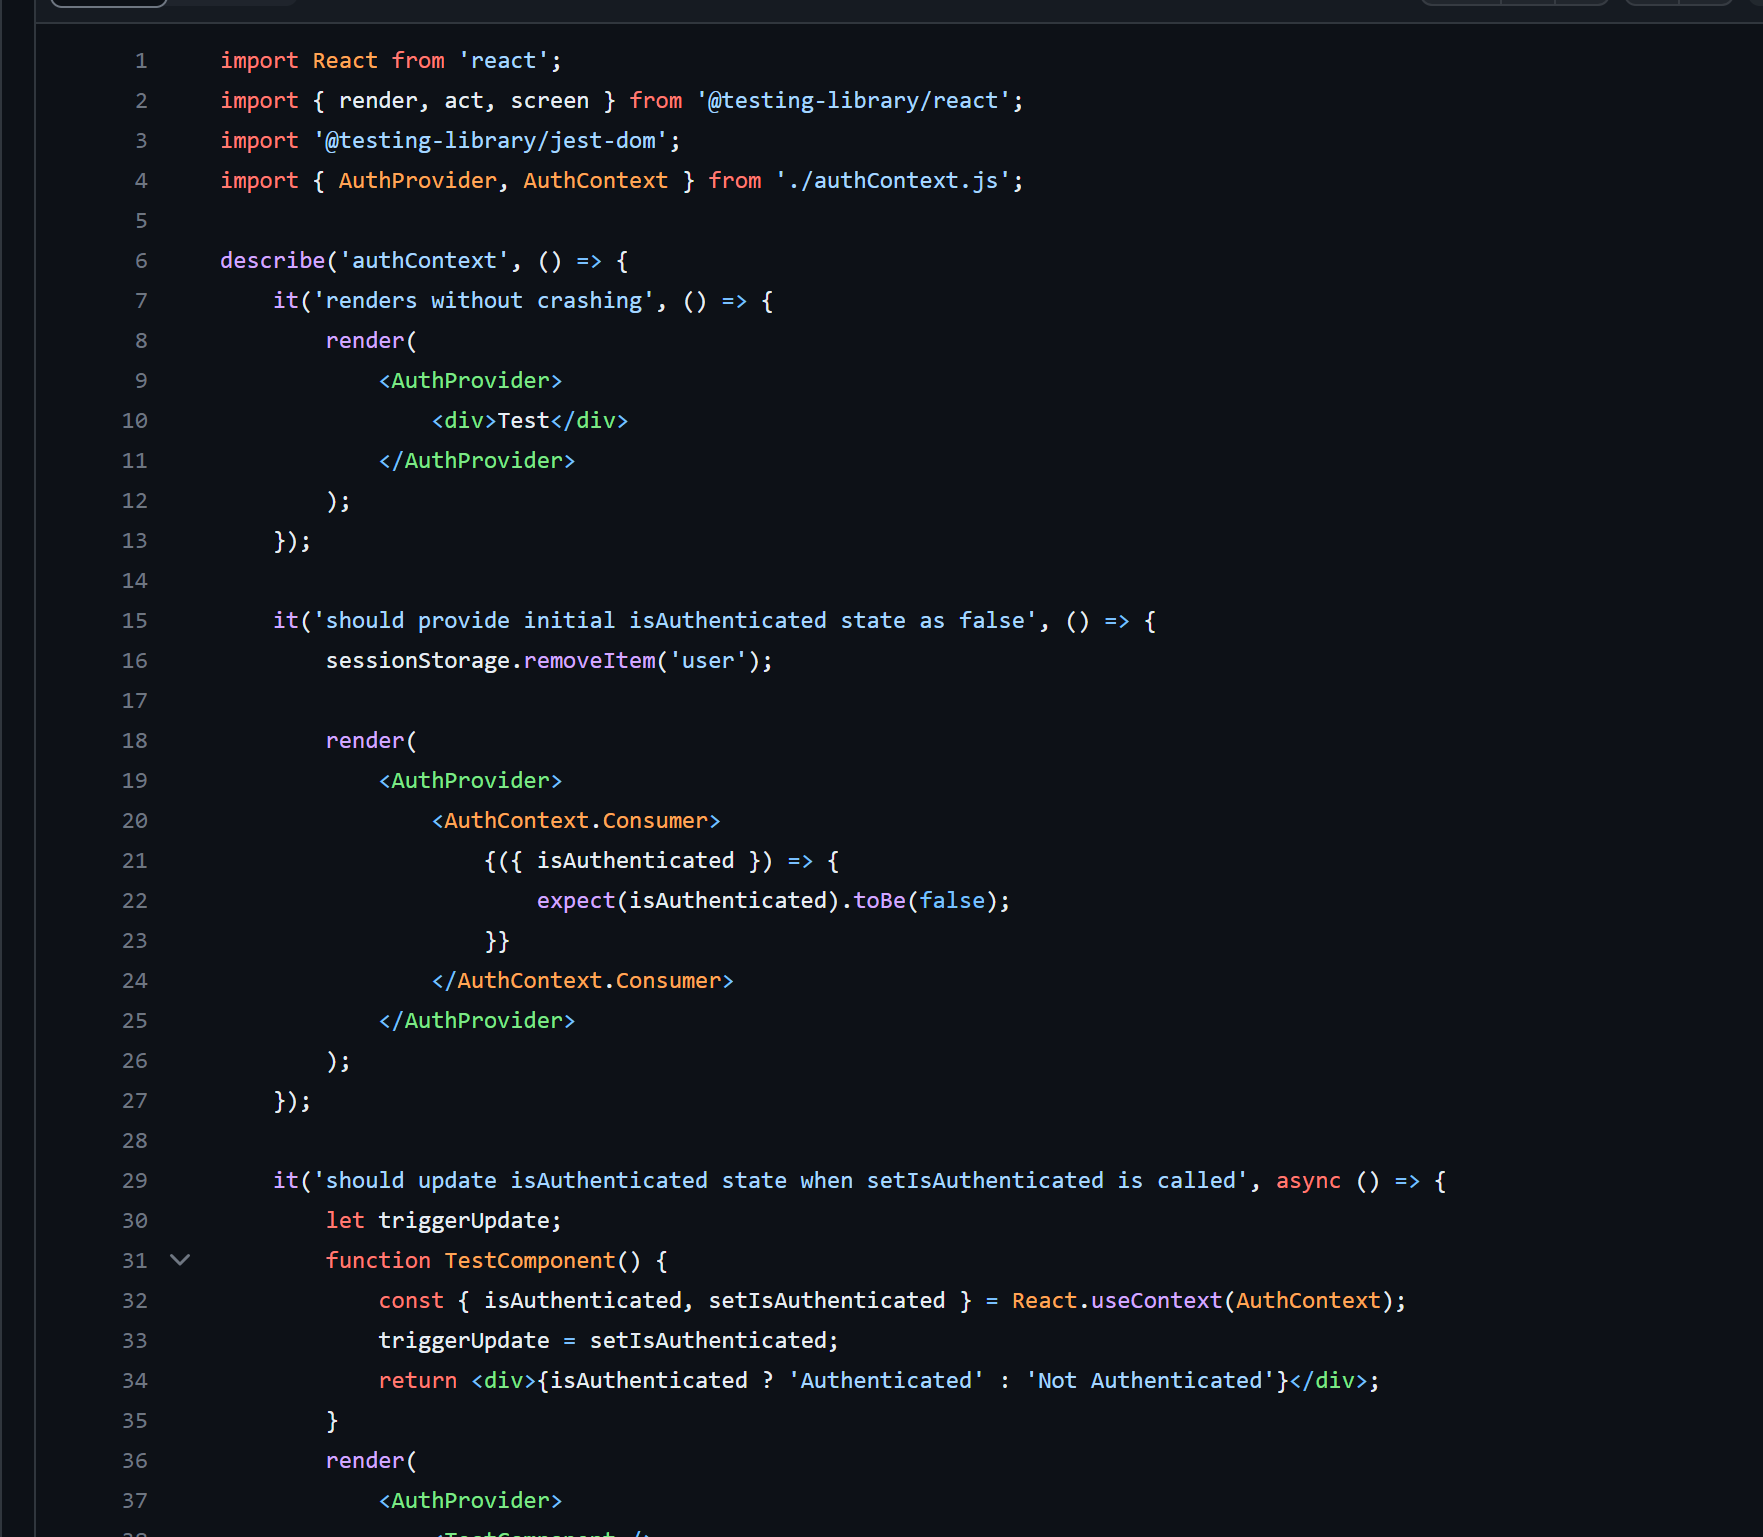 1 import React from 'react';
2 import { render, act, screen } from '@testing-library/react';
3 import '@testing-library/jest-dom';
4 import { AuthProvider, AuthContext } from './authContext.js';
5
6 describe('authContext', () => {
7     it('renders without crashing', () => {
8         render(
9             <AuthProvider>
10                 <div>Test</div>
11             </AuthProvider>
12         );
13     });
14
15     it('should provide initial isAuthenticated state as false', () => {
16         sessionStorage.removeItem('user');
17
18         render(
19             <AuthProvider>
20                 <AuthContext.Consumer>
21                     {({ isAuthenticated }) => {
22                         expect(isAuthenticated).toBe(false);
23                     }}
24                 </AuthContext.Consumer>
25             </AuthProvider>
26         );
27     });
28
29     it('should update isAuthenticated state when setIsAuthenticated is called', async () => {
30         let triggerUpdate;
31         function TestComponent() {
32             const { isAuthenticated, setIsAuthenticated } = React.useContext(AuthContext);
33             triggerUpdate = setIsAuthenticated;
34             return <div>{isAuthenticated ? 'Authenticated' : 'Not Authenticated'}</div>;
35         }
36         render(
37             <AuthProvider>
38                 <TestComponent />